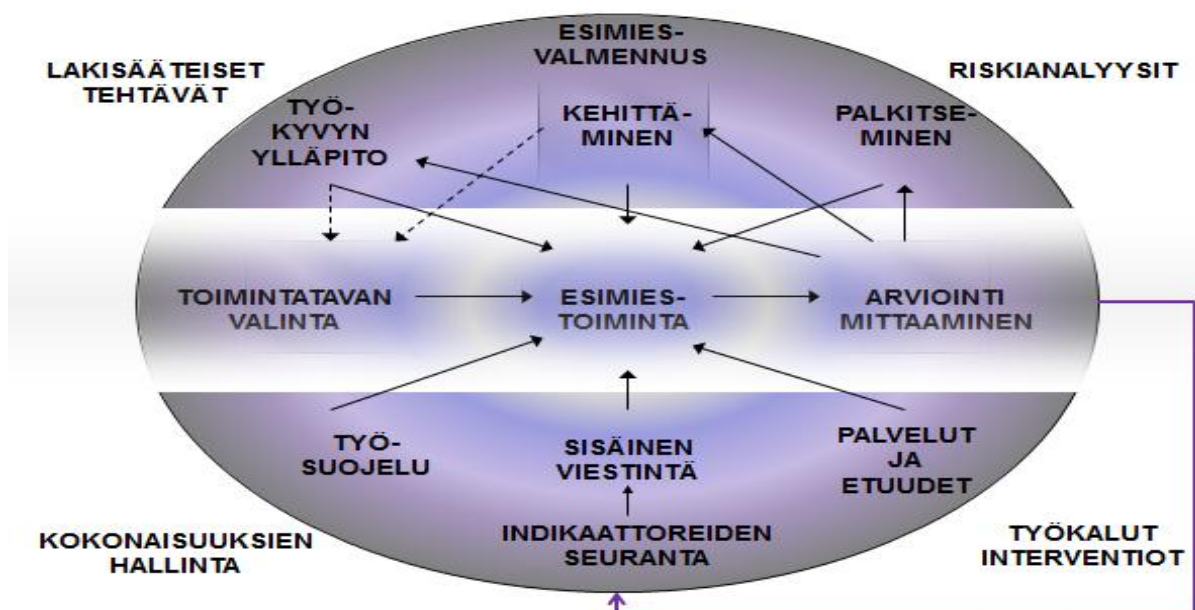 ESIMIES-
VALMENNUS
LAKISÄÄTEISET
TEHTÄVÄT
RISKIANALYYSIT
TYÖ-
KYVYN
YLLÄPITO
KEHITTÄ-
MINEN
PALKITSE-
MINEN
TOIMINTATAVAN
VALINTA
ESIMIES-
TOIMINTA
ARVIOINTI
MITTAAMINEN
TYÖ-
SUOJELU
SISÄINEN
VIESTINTÄ
PALVELUT
JA
ETUUDET
KOKONAISUUKSIEN
HALLINTA
INDIKAATTOREIDEN
SEURANTA
TYÖKALUT
INTERVENTIOT